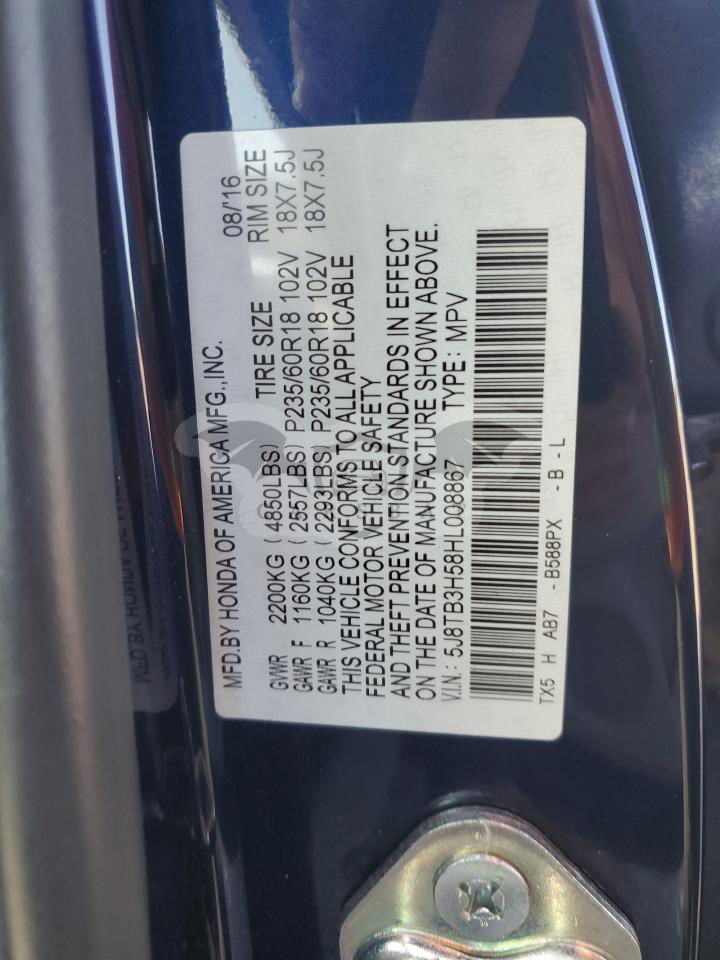 MFD.BY HONDA OF AMERICA MFG.,INC. 08/'16
GVWR 2200KG ( 4850LBS) TIRE SIZE RIM SIZE
GAWR F 1160KG ( 2557LBS) P235/60R18 102V 18X7.5J
GAWR R 1040KG ( 2293LBS) P235/60R18 102V 18X7.5J
THIS VEHICLE CONFORMS TO ALL APPLICABLE
FEDERAL MOTOR VEHICLE SAFETY
AND THEFT PREVENTION STANDARDS IN EFFECT
ON THE DATE OF MANUFACTURE SHOWN ABOVE.
V.I.N.: 5J8TB3H58HL008867 TYPE: MPV
TX5 H AB7 -B588PX -B-L